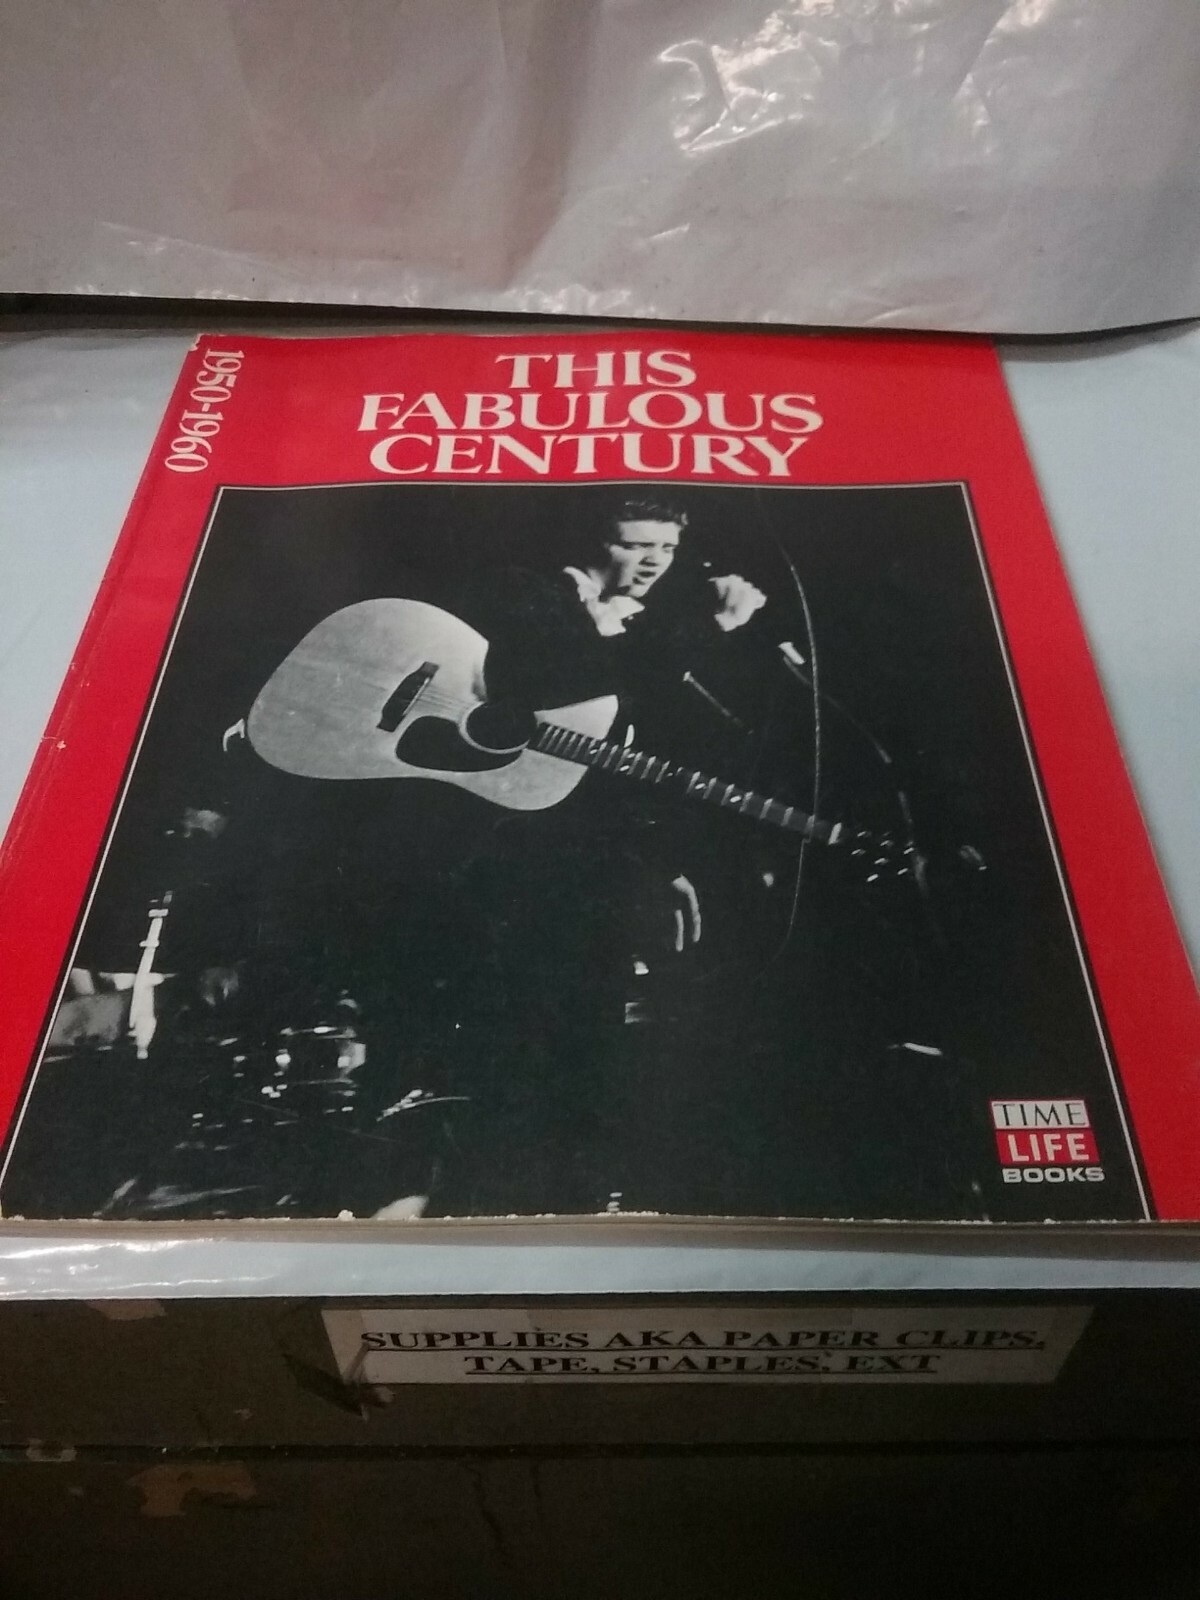 1950-1960
THIS
FABULOUS
CENTURY
TIME
LIFE
BOOKS
SUPPLIES AKA PAPER CLIPS,
TAPE, STAPLES, EXT